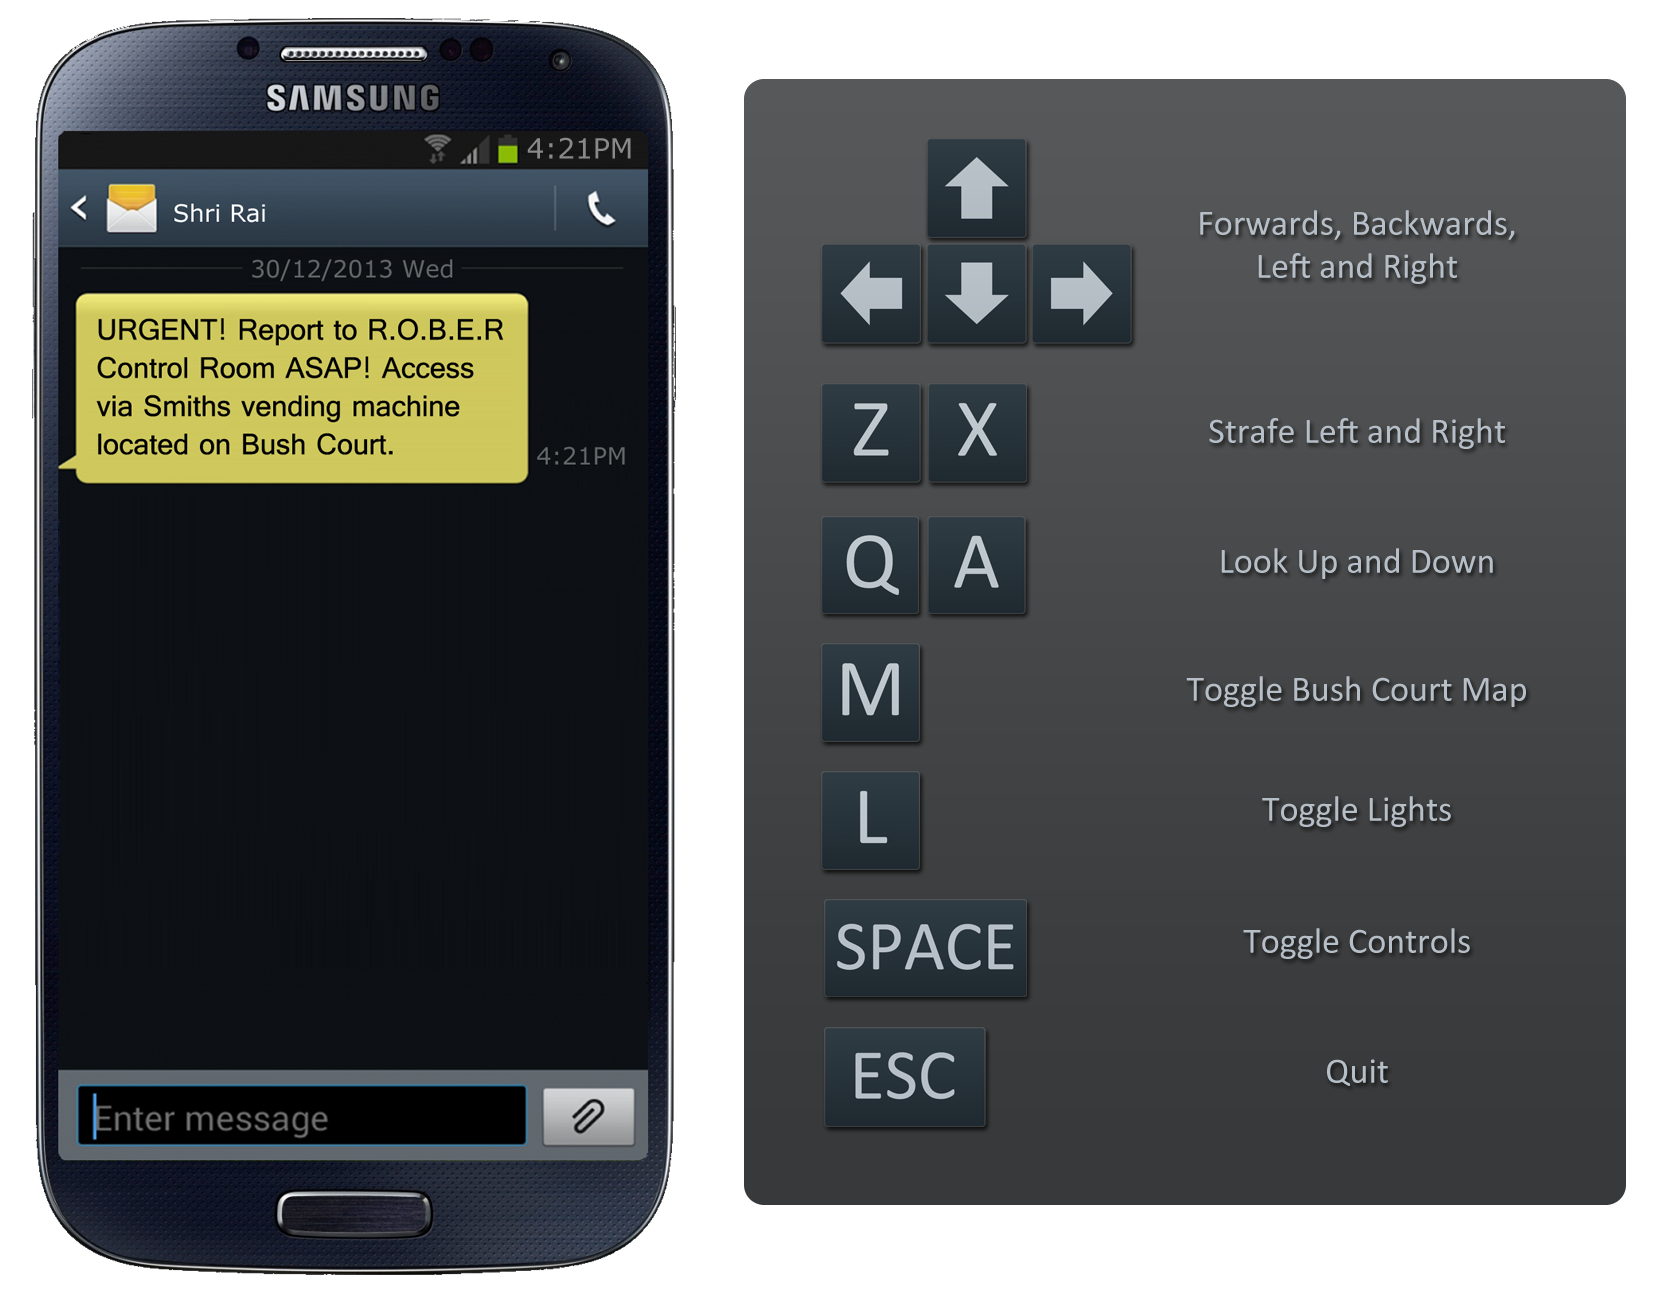 SAMSUNG
4:21PM
Shri Rai
30/12/2013 Wed
URGENT! Report to R.O.B.E.R
Control Room ASAP! Access
via Smiths vending machine
located on Bush Court.
4:21PM
Enter message
Forwards, Backwards,
Left and Right
Z X
Strafe Left and Right
Q A
Look Up and Down
M
Toggle Bush Court Map
L
Toggle Lights
SPACE
Toggle Controls
ESC
Quit